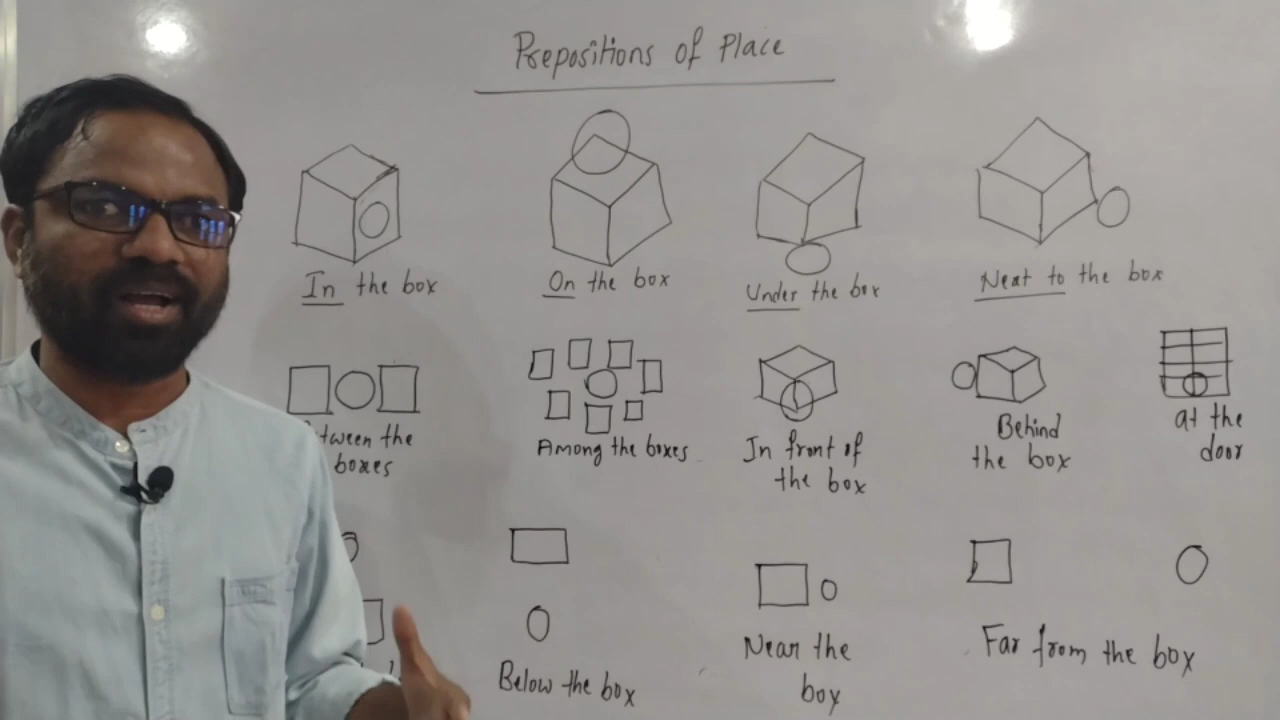 Prepositions of Place
In the box
On the box
Under the box
Next to the box
the
boxes
Among the boxes
In front of
the box
Behind
the box
at the
door
Below the box
Near the
box
Far from the box